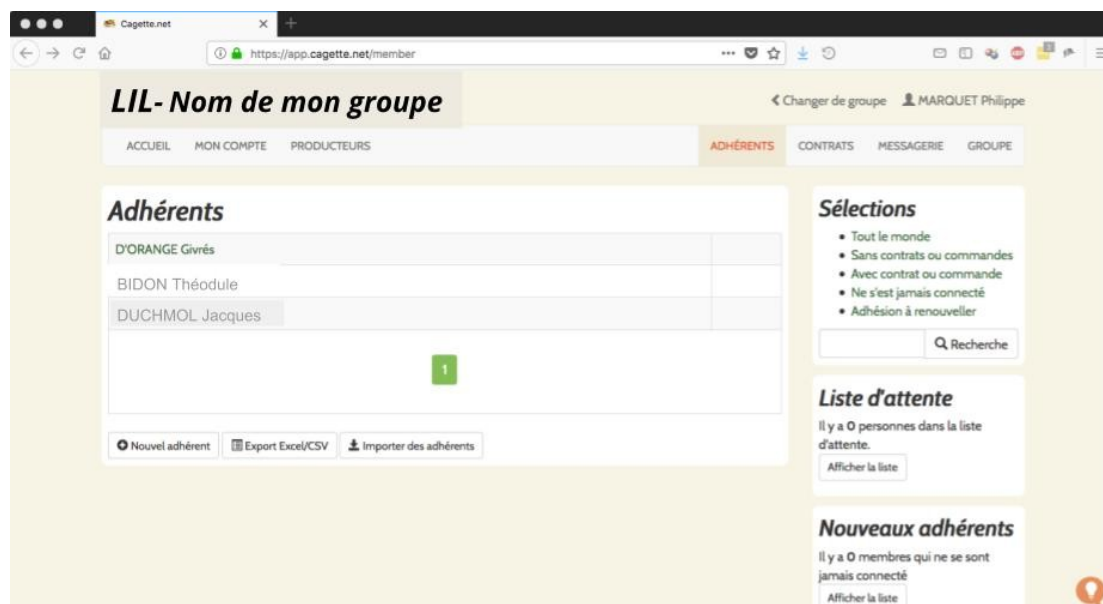 Cagette.net
https://app.cagette.net/member
LIL- Nom de mon groupe
Changer de groupe MARQUET Philippe
ACCUEIL MON COMPTE PRODUCTEURS ADHÉRENTS CONTRATS MESSAGERIE GROUPE
Adhérents
D'ORANGE Givrés
BIDON Théodule
DUCHMOL Jacques
1
Nouvel adhérent Export Excel/CSV Importer des adhérents
Sélections
Tout le monde
Sans contrats ou commandes
Avec contrat ou commande
Ne s'est jamais connecté
Adhésion à renouveller
Recherche
Liste d'attente
Il y a 0 personnes dans la liste
d'attente.
Afficher la liste
Nouveaux adhérents
Il y a 0 membres qui ne se sont
jamais connecté
Afficher la liste